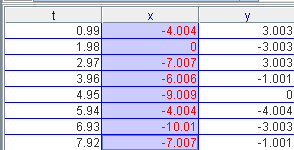 t x y
0.99 -4.004 3.003
1.98 0 -3.003
2.97 -7.007 3.003
3.96 -6.006 -1.001
4.95 -9.009 0
5.94 -4.004 -4.004
6.93 -10.01 -3.003
7.92 -7.007 -1.001